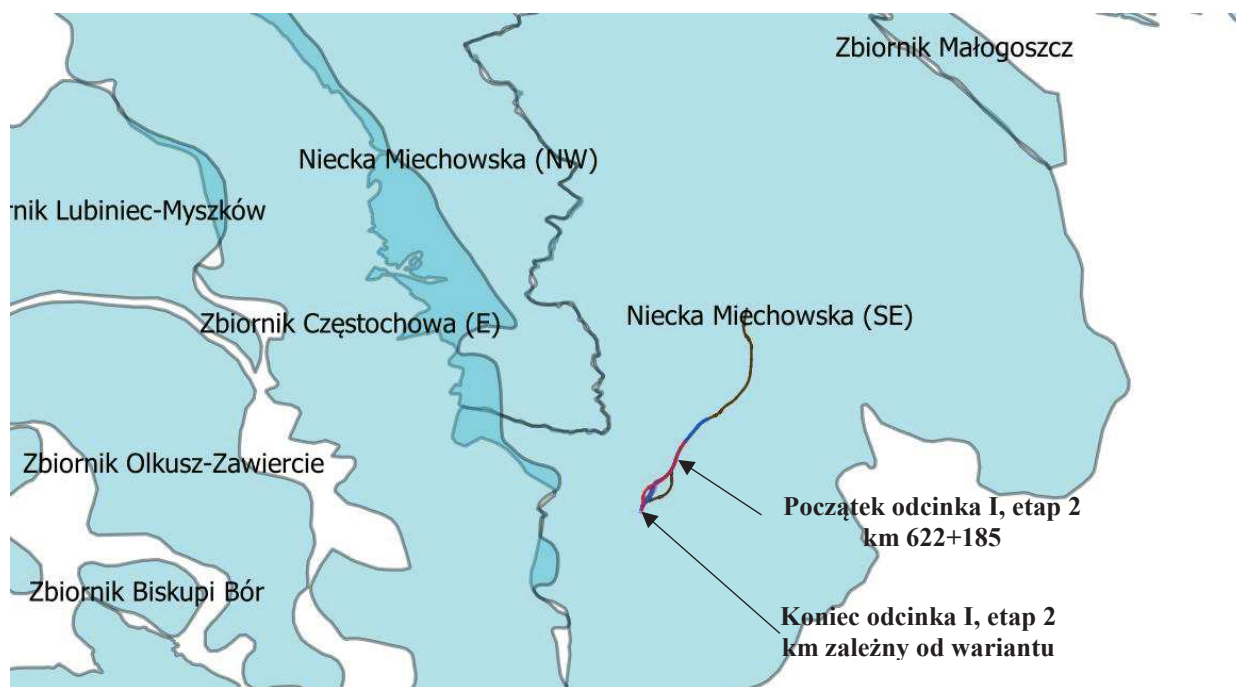 Zbiornik Małogoszcz
Niecka Miechowska (NW)
rnik Lubiniec-Myszków
Niecka Miechowska (SE)
Zbiornik Częstochowa (E)
Zbiornik Olkusz-Zawiercie
Początek odcinka I, etap 2
km 622+185
Zbiornik Biskupi Bór
Koniec odcinka I, etap 2
km zależny od wariantu